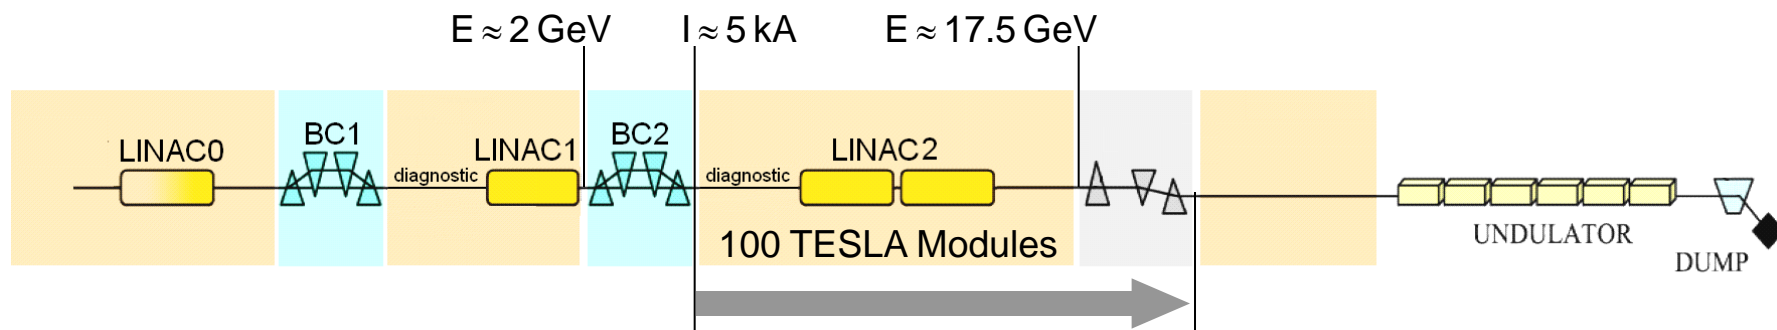 E ≈ 2 GeV I ≈ 5 kA E ≈ 17.5 GeV
LINAC0 BC1 LINAC1 BC2 LINAC2
diagnostic diagnostic
100 TESLA Modules
UNDULATOR
DUMP